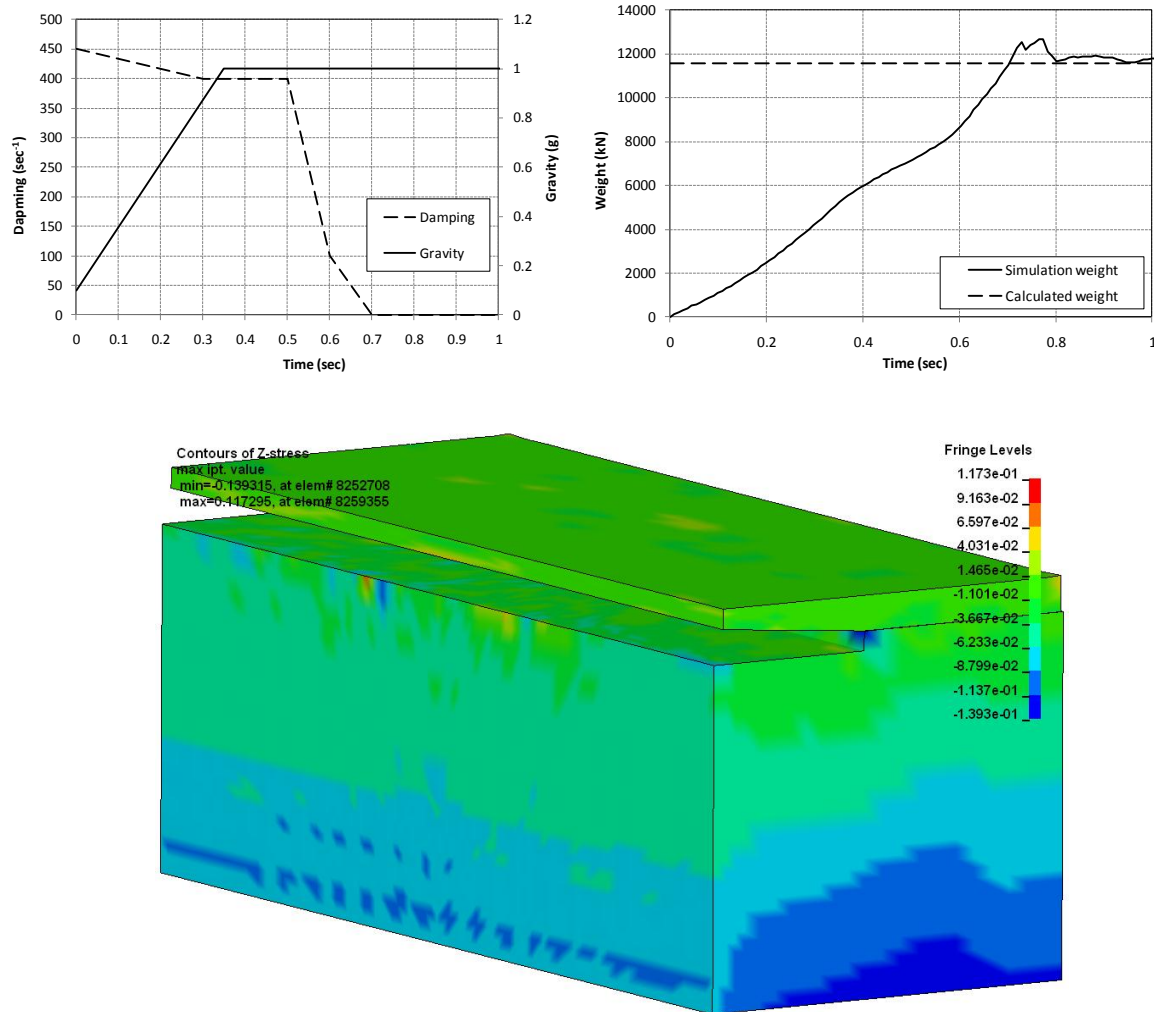 500
450
400
350
300
250
200
150
100
50
0
Dapming (sec⁻¹)
1.2
1
0.8
0.6
0.4
0.2
0
Gravity (g)
Damping
Gravity
0 0.1 0.2 0.3 0.4 0.5 0.6 0.7 0.8 0.9 1
Time (sec)
14000
12000
10000
8000
6000
4000
2000
0
Weight (kN)
Simulation weight
Calculated weight
0 0.2 0.4 0.6 0.8 1
Time (sec)
Contours of Z-stress
max ipt. value
min=-0.139315, at elem# 8252708
max=0.117295, at elem# 8259355
Fringe Levels
1.173e-01
9.163e-02
6.597e-02
4.031e-02
1.465e-02
-1.101e-02
-3.667e-02
-6.233e-02
-8.799e-02
-1.137e-01
-1.393e-01